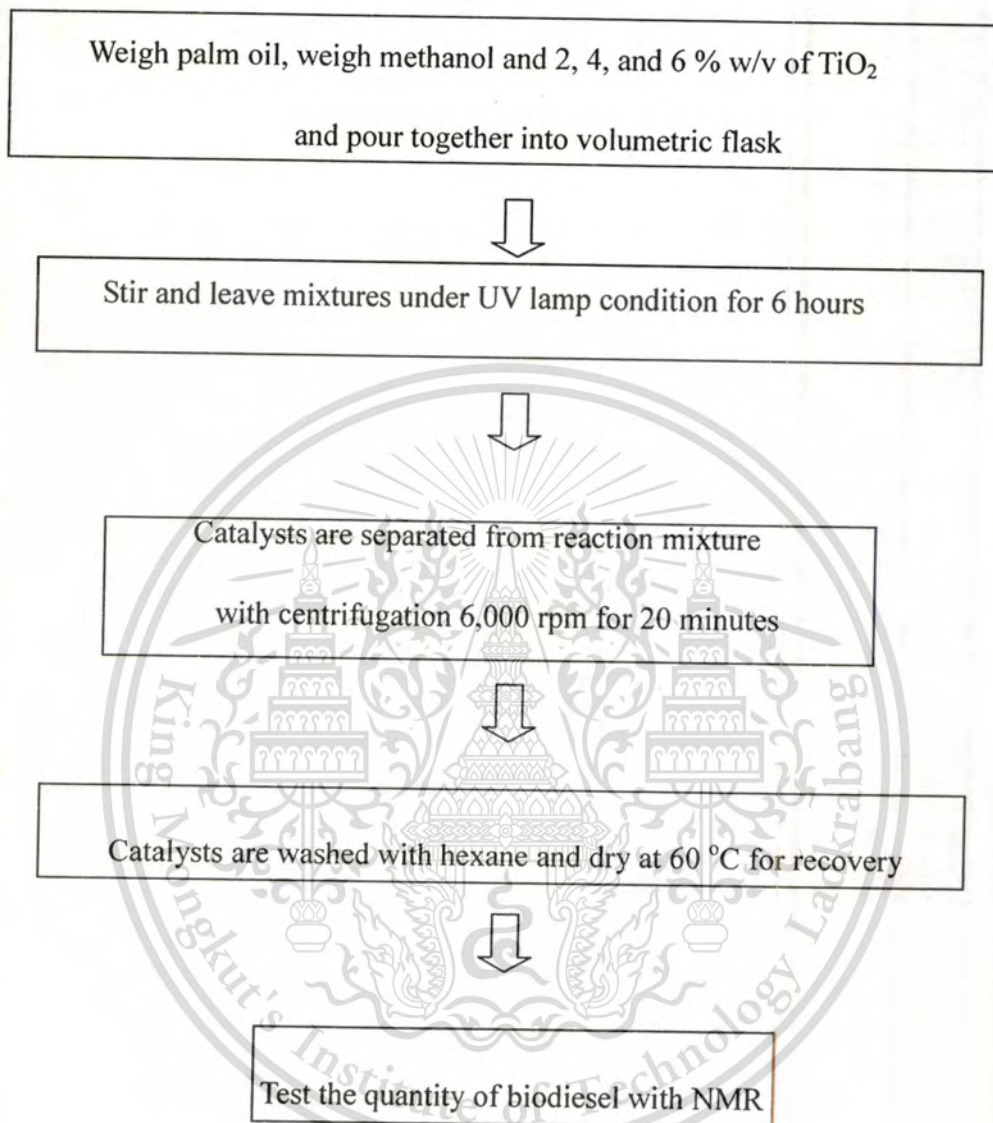 Weigh palm oil, weigh methanol and 2, 4, and 6 % w/v of TiO₂
and pour together into volumetric flask
Stir and leave mixtures under UV lamp condition for 6 hours
Catalysts are separated from reaction mixture
with centrifugation 6,000 rpm for 20 minutes
Catalysts are washed with hexane and dry at 60 °C for recovery
Test the quantity of biodiesel with NMR
King Mongkut's Institute of Technology Ladkrabang